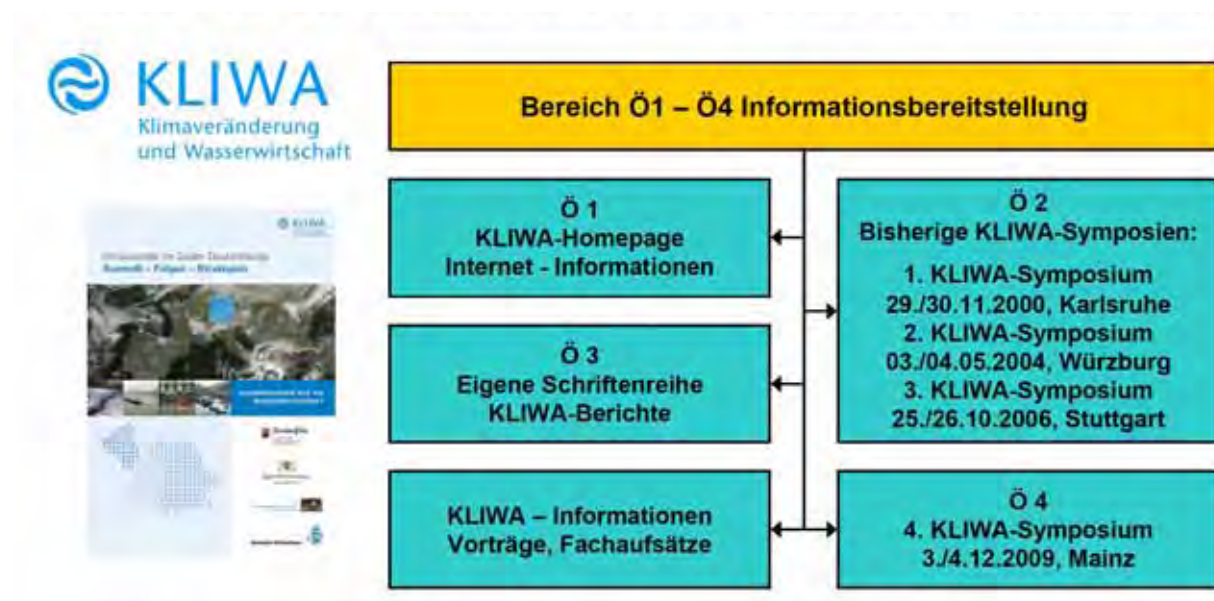 KLIWA
Klimaveränderung
und Wasserwirtschaft
KLIWA
Bereich Ö1 – Ö4 Informationsbereitstellung
Ö 1
KLIWA-Homepage
Internet - Informationen
Ö 2
Bisherige KLIWA-Symposien:
1. KLIWA-Symposium
29./30.11.2000, Karlsruhe
2. KLIWA-Symposium
03./04.05.2004, Würzburg
3. KLIWA-Symposium
25./26.10.2006, Stuttgart
Ö 3
Eigene Schriftenreihe
KLIWA-Berichte
KLIWA – Informationen
Vorträge, Fachaufsätze
Ö 4
4. KLIWA-Symposium
3./4.12.2009, Mainz